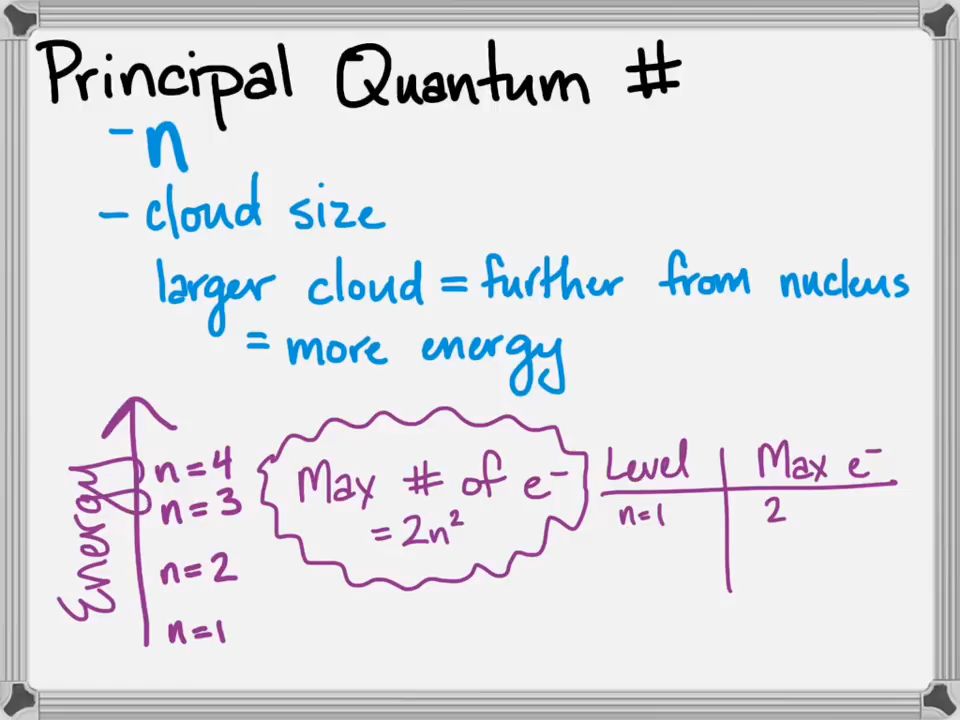 Principal Quantum #
- n
- cloud size
larger cloud = further from nucleus
= more energy
Energy
n=4
n=3
n=2
n=1
Max # of e⁻
= 2n²
Level | Max e⁻
n=1 | 2